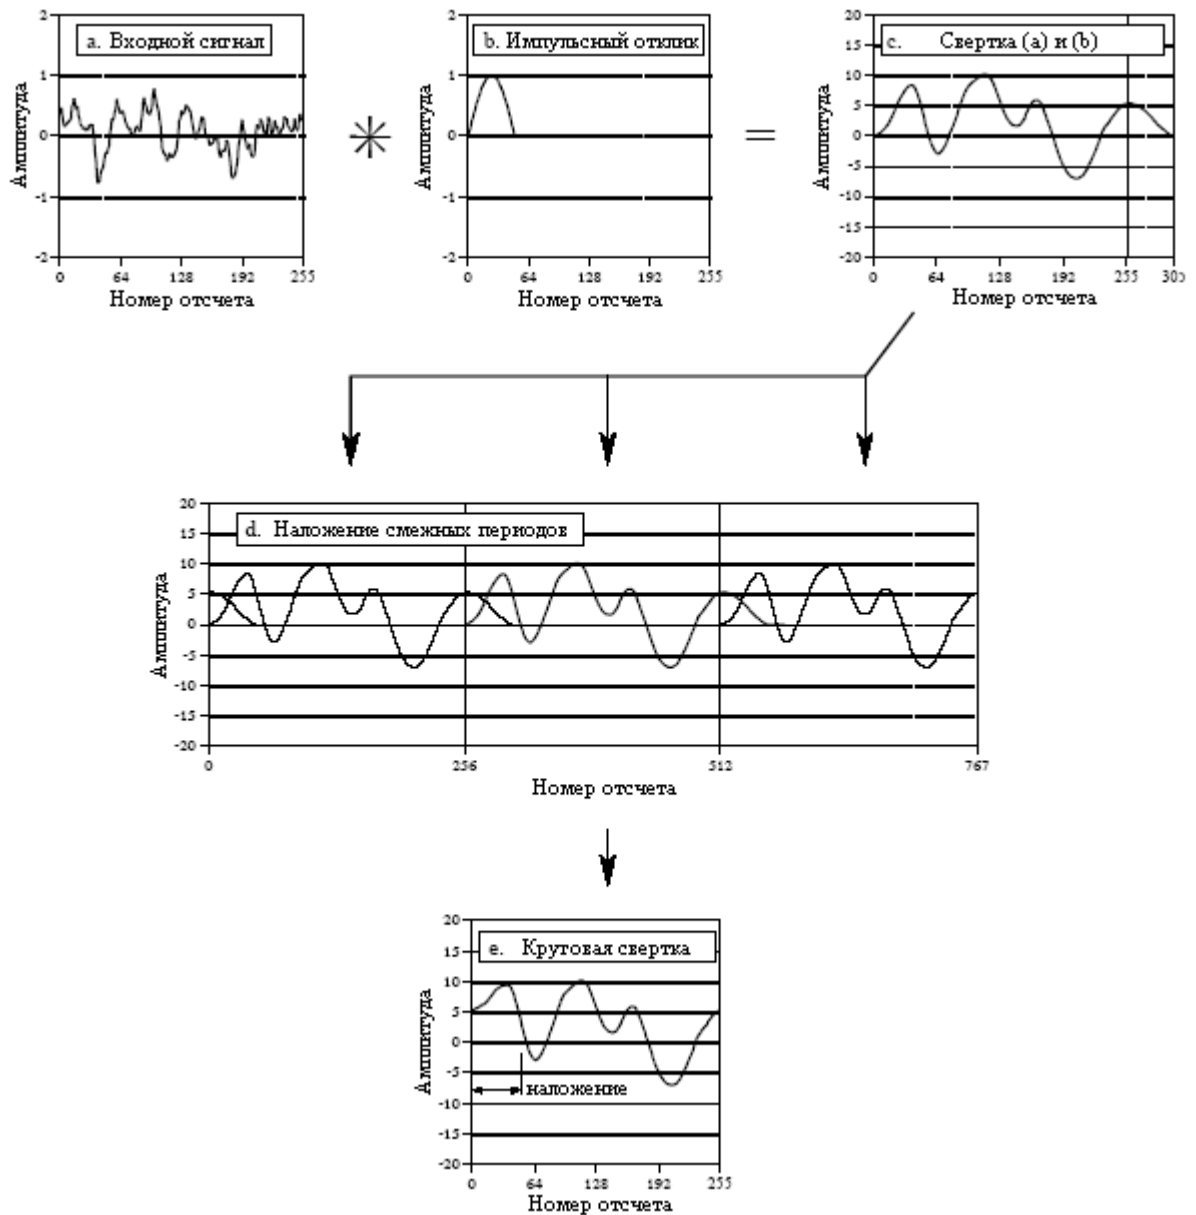 a. Входной сигнал
2
1
0
-1
-2
Амплитуда
0 64 128 192 255
Номер отсчета
b. Импульсный отклик
2
1
0
-1
-2
Амплитуда
0 64 128 192 255
Номер отсчета
c. Свертка (a) и (b)
20
15
10
5
0
-5
-10
-15
-20
Амплитуда
0 64 128 192 255 305
Номер отсчета
d. Наложение смежных периодов
20
15
10
5
0
-5
-10
-15
-20
Амплитуда
0 256 512 767
Номер отсчета
e. Круговая свертка
20
15
10
5
0
-5
-10
-15
-20
Амплитуда
наложение
0 64 128 192 255
Номер отсчета